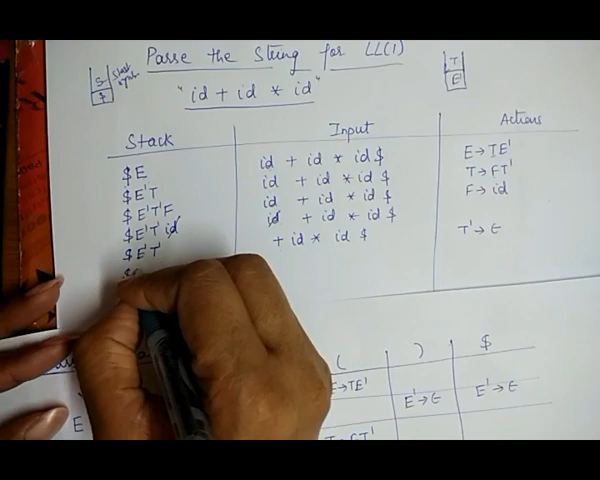 Parse the String for LL(1)
S Start
$
T
E'
"id + id * id"
Stack Input Actions
$E id + id * id $ E→TE'
$E'T id + id * id $ T→FT'
$E'T'F id + id * id $ F→id
$E'T'id id + id * id $
$E'T' + id * id $ T'→ϵ
$
( ) $
E→TE' E'→ϵ E'→ϵ
E